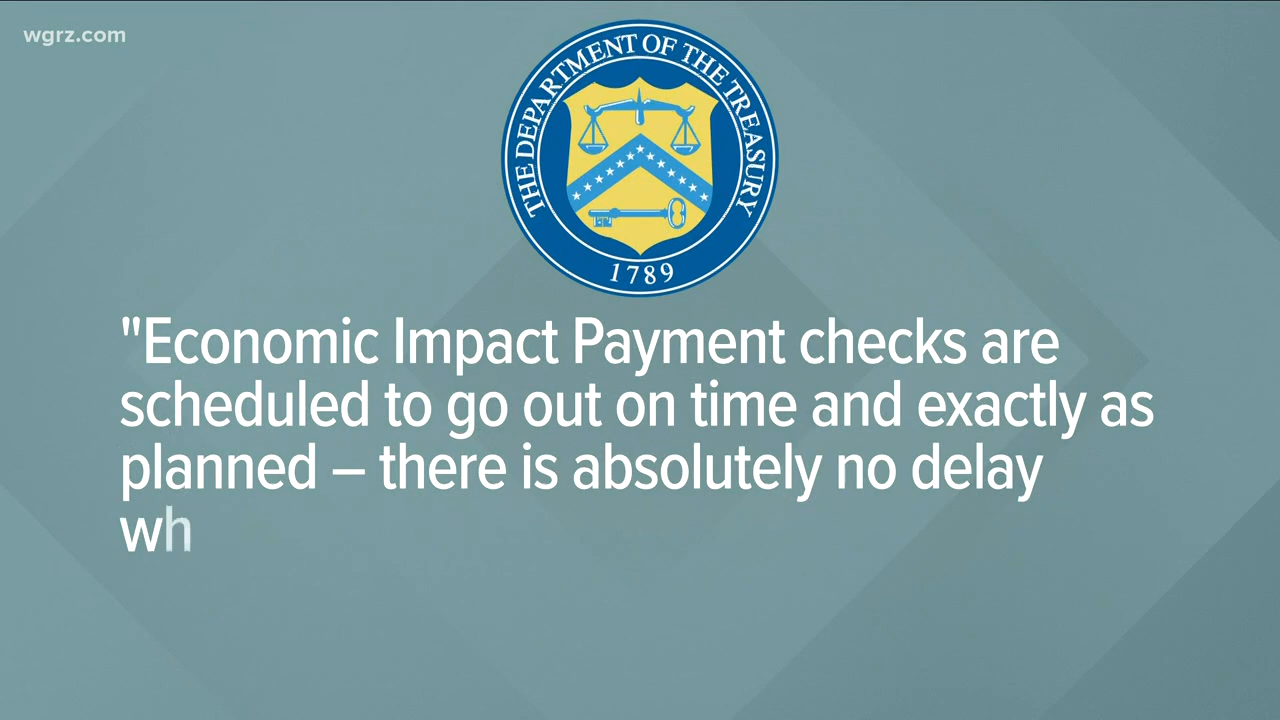 wgrz.com
THE DEPARTMENT OF THE TREASURY
1789
"Economic Impact Payment checks are
scheduled to go out on time and exactly as
planned – there is absolutely no delay
wh